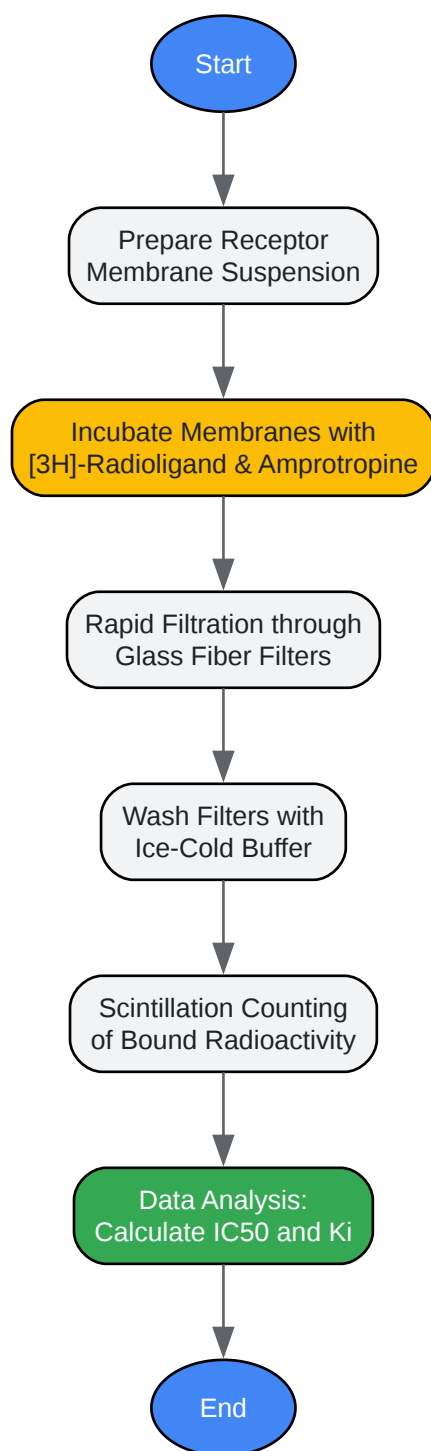 Start
Prepare Receptor
Membrane Suspension
Incubate Membranes with
[3H]-Radioligand & Amprotropine
Rapid Filtration through
Glass Fiber Filters
Wash Filters with
Ice-Cold Buffer
Scintillation Counting
of Bound Radioactivity
Data Analysis:
Calculate IC50 and Ki
End